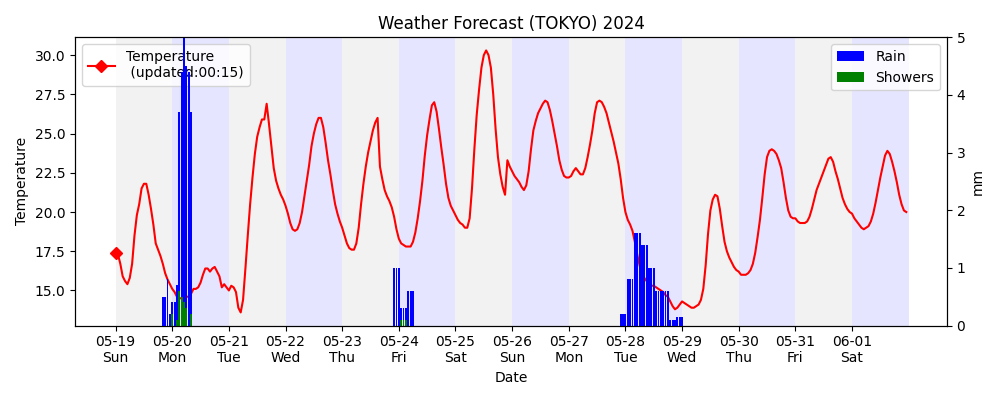 Weather Forecast (TOKYO) 2024
Temperature
(updated:00:15)
Rain
Showers
30.0
27.5
25.0
22.5
20.0
17.5
15.0
Temperature
5
4
3
2
1
0
mm
05-19 05-20 05-21 05-22 05-23 05-24 05-25 05-26 05-27 05-28 05-29 05-30 05-31 06-01
Sun Mon Tue Wed Thu Fri Sat Sun Mon Tue Wed Thu Fri Sat
Date